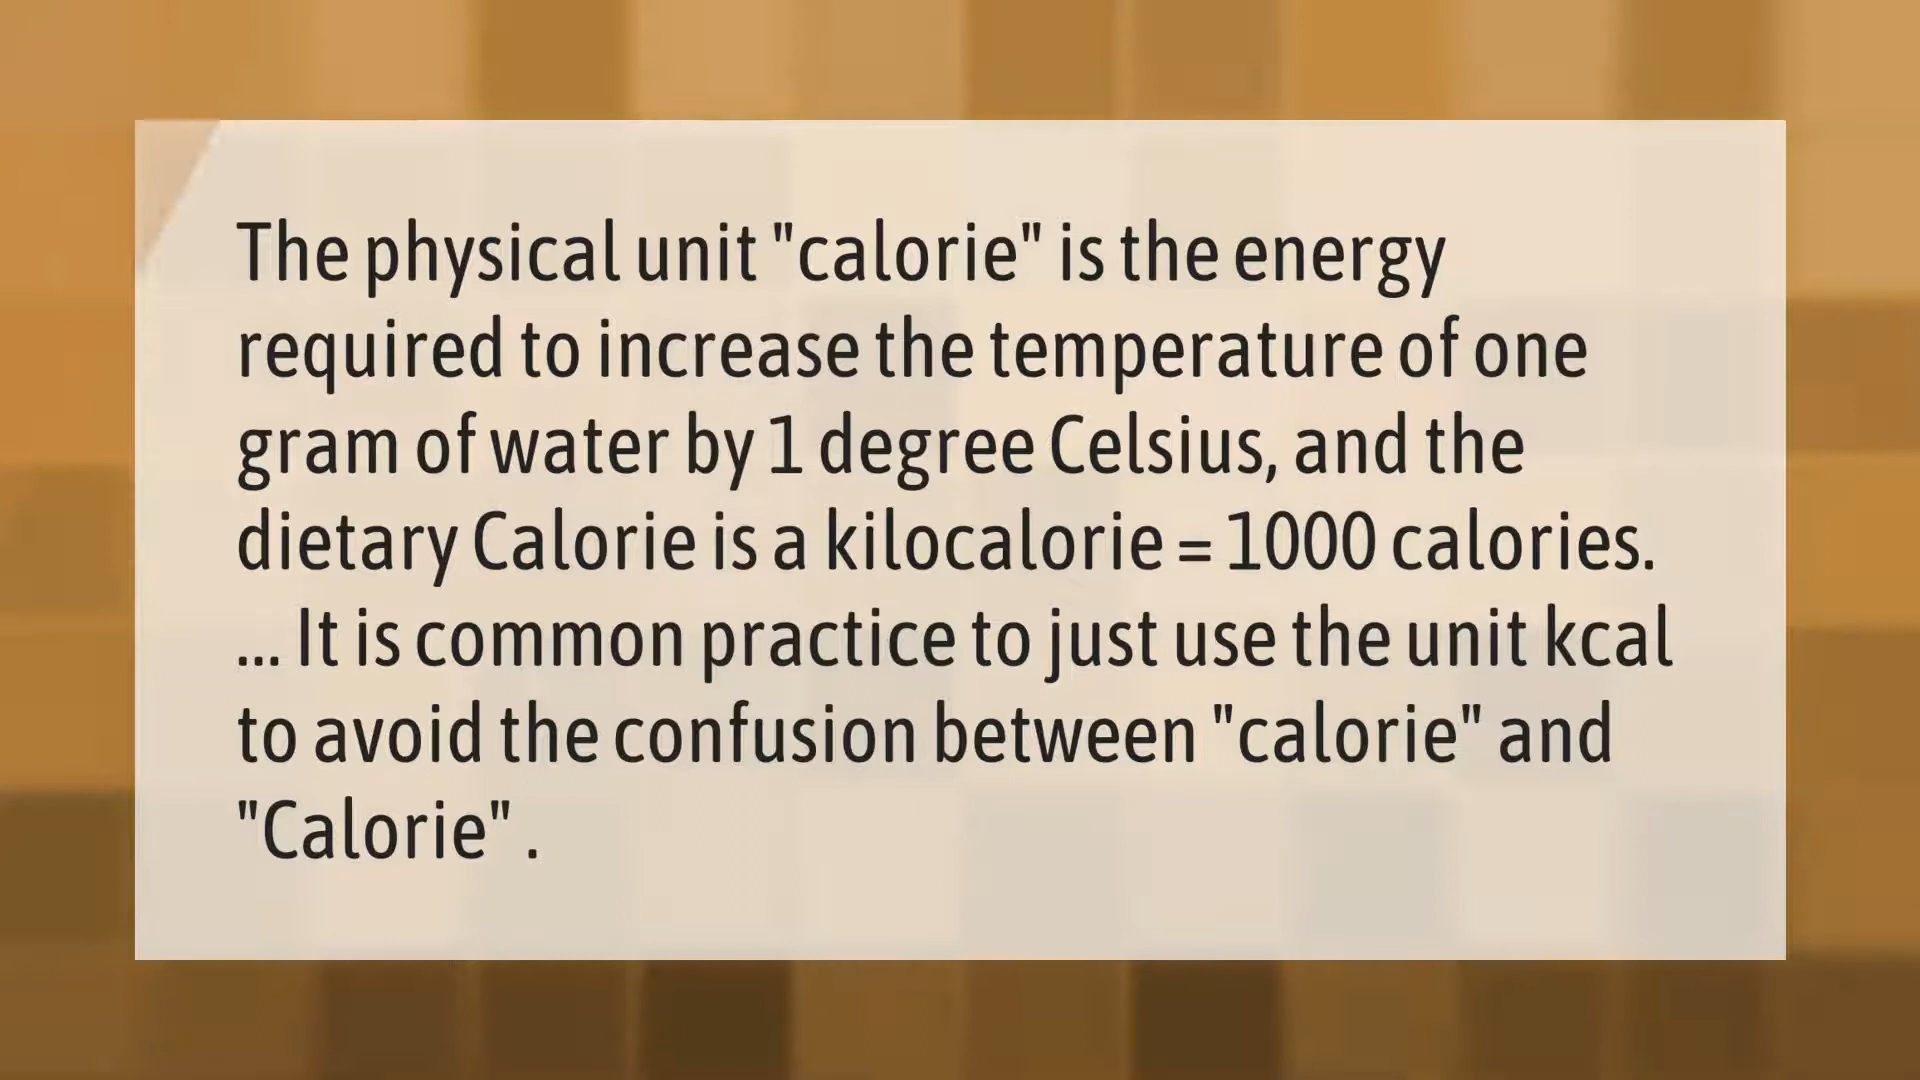 The physical unit "calorie" is the energy
required to increase the temperature of one
gram of water by 1 degree Celsius, and the
dietary Calorie is a kilocalorie = 1000 calories.
... It is common practice to just use the unit kcal
to avoid the confusion between "calorie" and
"Calorie" .